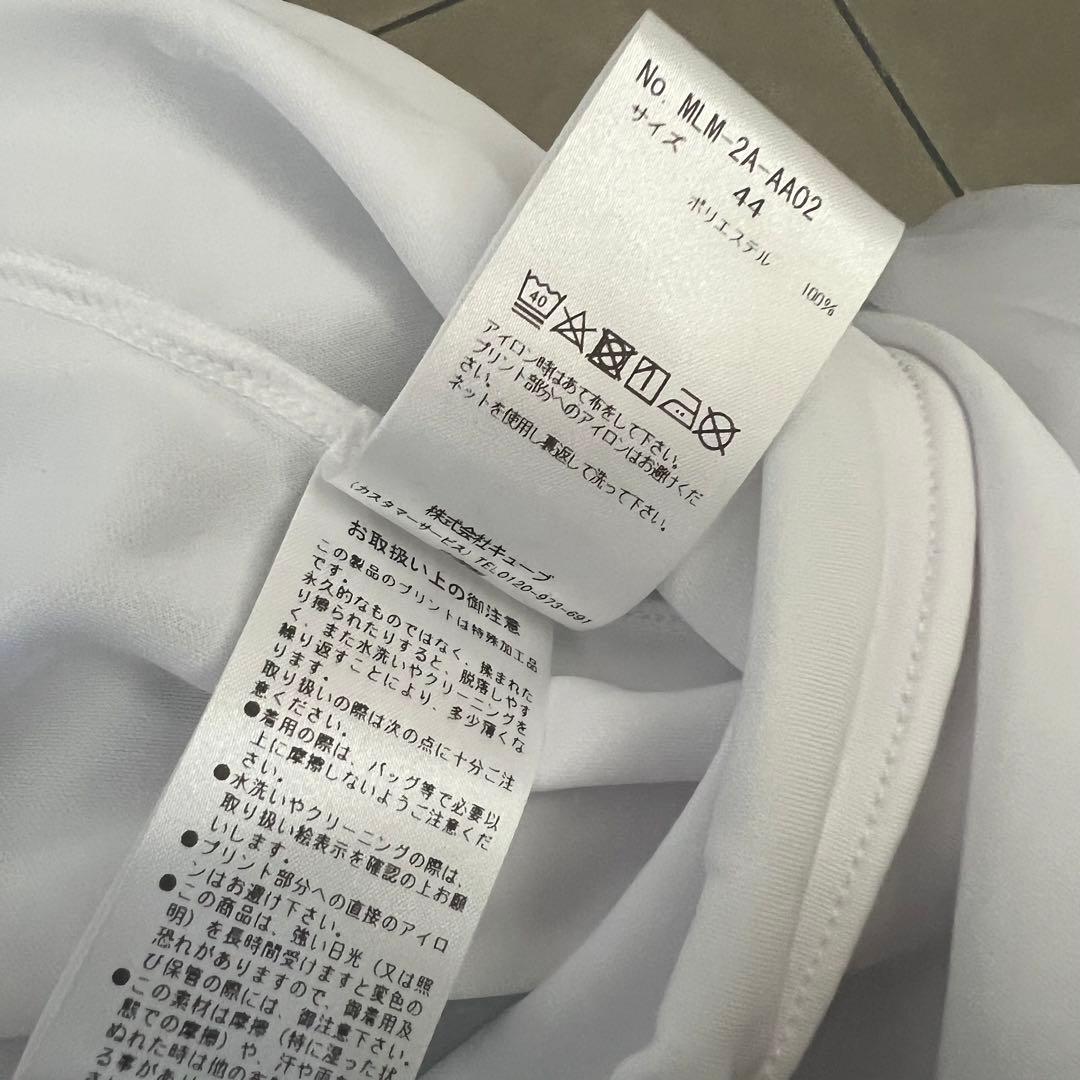 No. MLM-2A-AA02
サイズ 44
ポリエステル 100%
40
アイロン時はあて布をして下さい。
プリント部分へのアイロンはお避けくだ
さい。
ネットを使用し裏返して洗って下さい。
株式会社キューブ
(カスタマーサービス) TEL0120-973-691
お取扱い上の御注意
この製品のプリントは特殊加工品
です。
永久的なものではなく、揉まれた
り擦られたりすると、脱落しやす
く、また水洗いやクリーニングを
繰り返すことにより、多少薄くな
ります。
取り扱いの際は次の点に十分ご注
意ください。
●着用の際は、バッグ等で必要以
上に摩擦しないようご注意くだ
さい。
●水洗いやクリーニングの際は、
取り扱い絵表示を確認の上お願
いします。
●プリント部分への直接のアイロ
ンはお避け下さい。
●この商品は、強い日光(又は照
明)を長時間受けますと変色の
恐れがありますので、御着用及
び保管の際には、御注意下さい。
●この素材は摩擦(特に湿った状
態での摩擦)や、汗や雨
ぬれた時は他の
る事があ